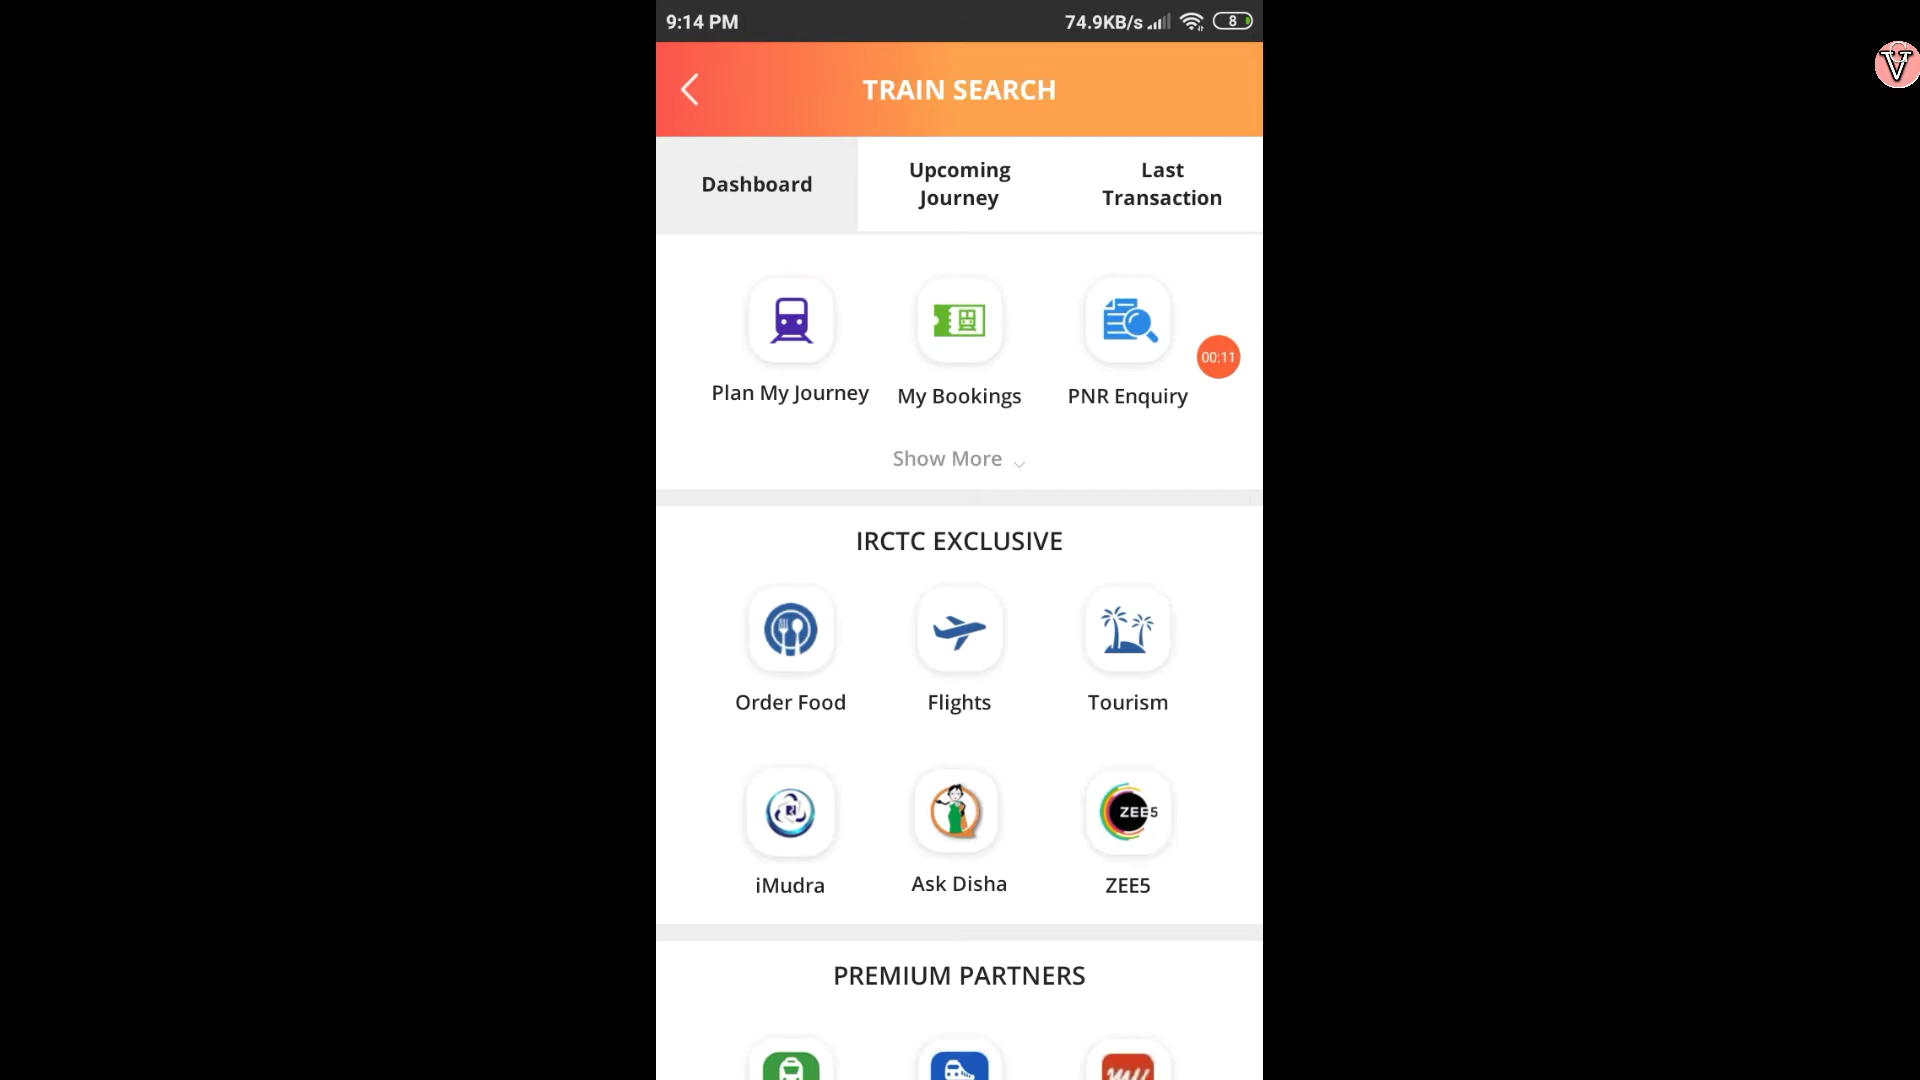 9:14 PM 74.9KB/s 8
V
TRAIN SEARCH
Dashboard
Upcoming
Journey
Last
Transaction
00:11
Plan My Journey My Bookings PNR Enquiry
Show More
IRCTC EXCLUSIVE
Order Food Flights Tourism
ZEE5
iMudra Ask Disha ZEE5
PREMIUM PARTNERS